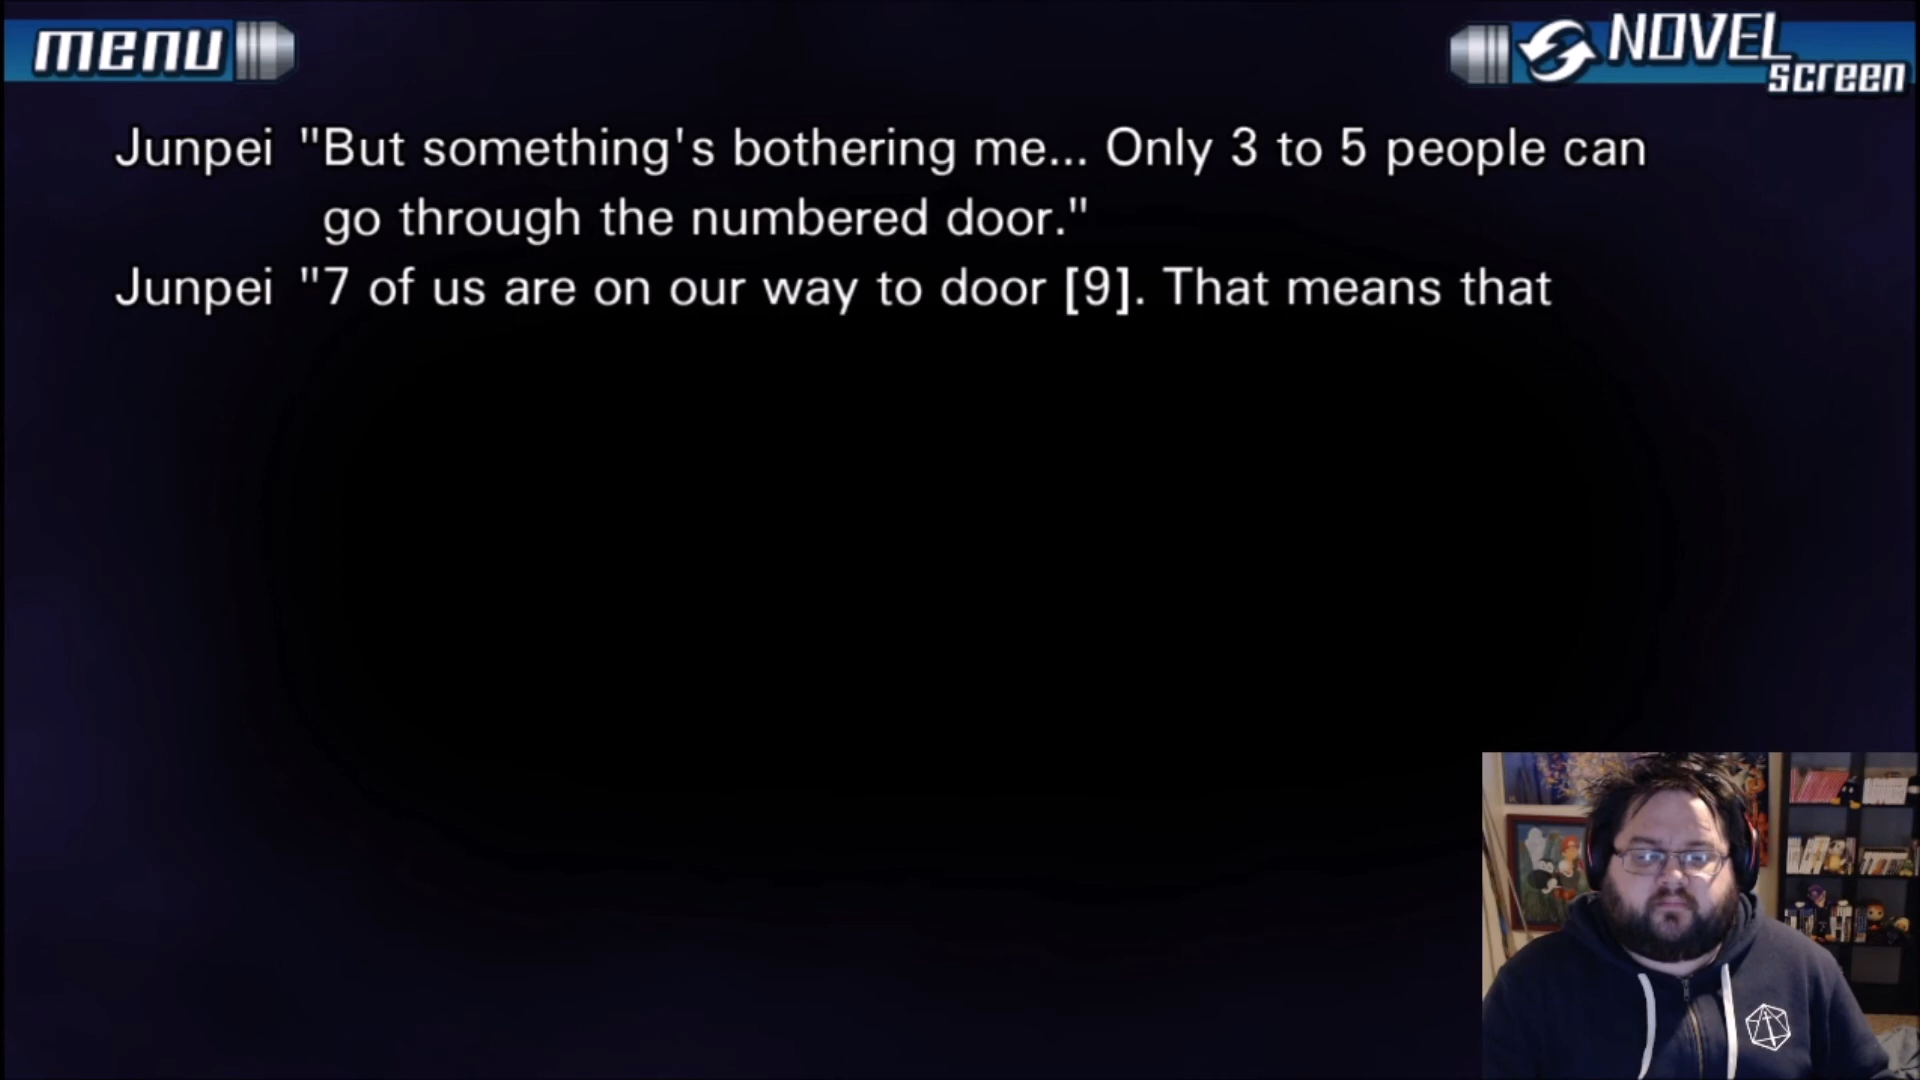 menu
NOVEL
screen
Junpei "But something's bothering me... Only 3 to 5 people can
go through the numbered door."
Junpei "7 of us are on our way to door [9]. That means that